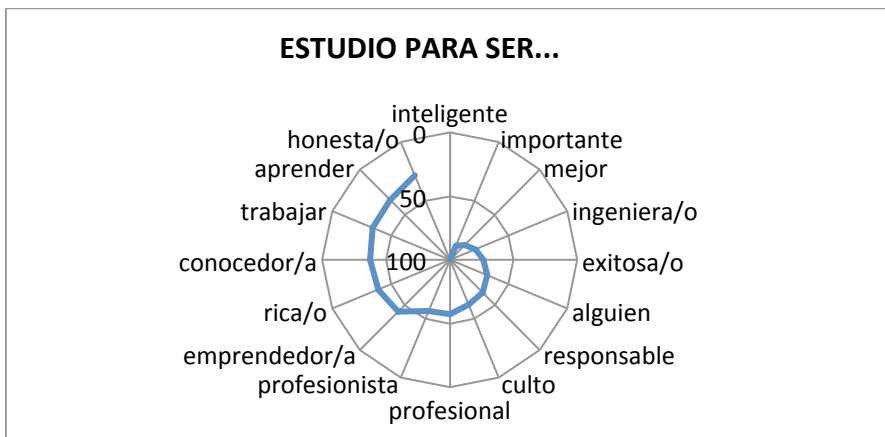 ESTUDIO PARA SER...
inteligente
importante
mejor
ingeniera/o
exitosa/o
alguien
responsable
culto
profesional
profesionista
emprendedor/a
rica/o
conocedor/a
trabajar
aprender
honesta/o
0
50
100